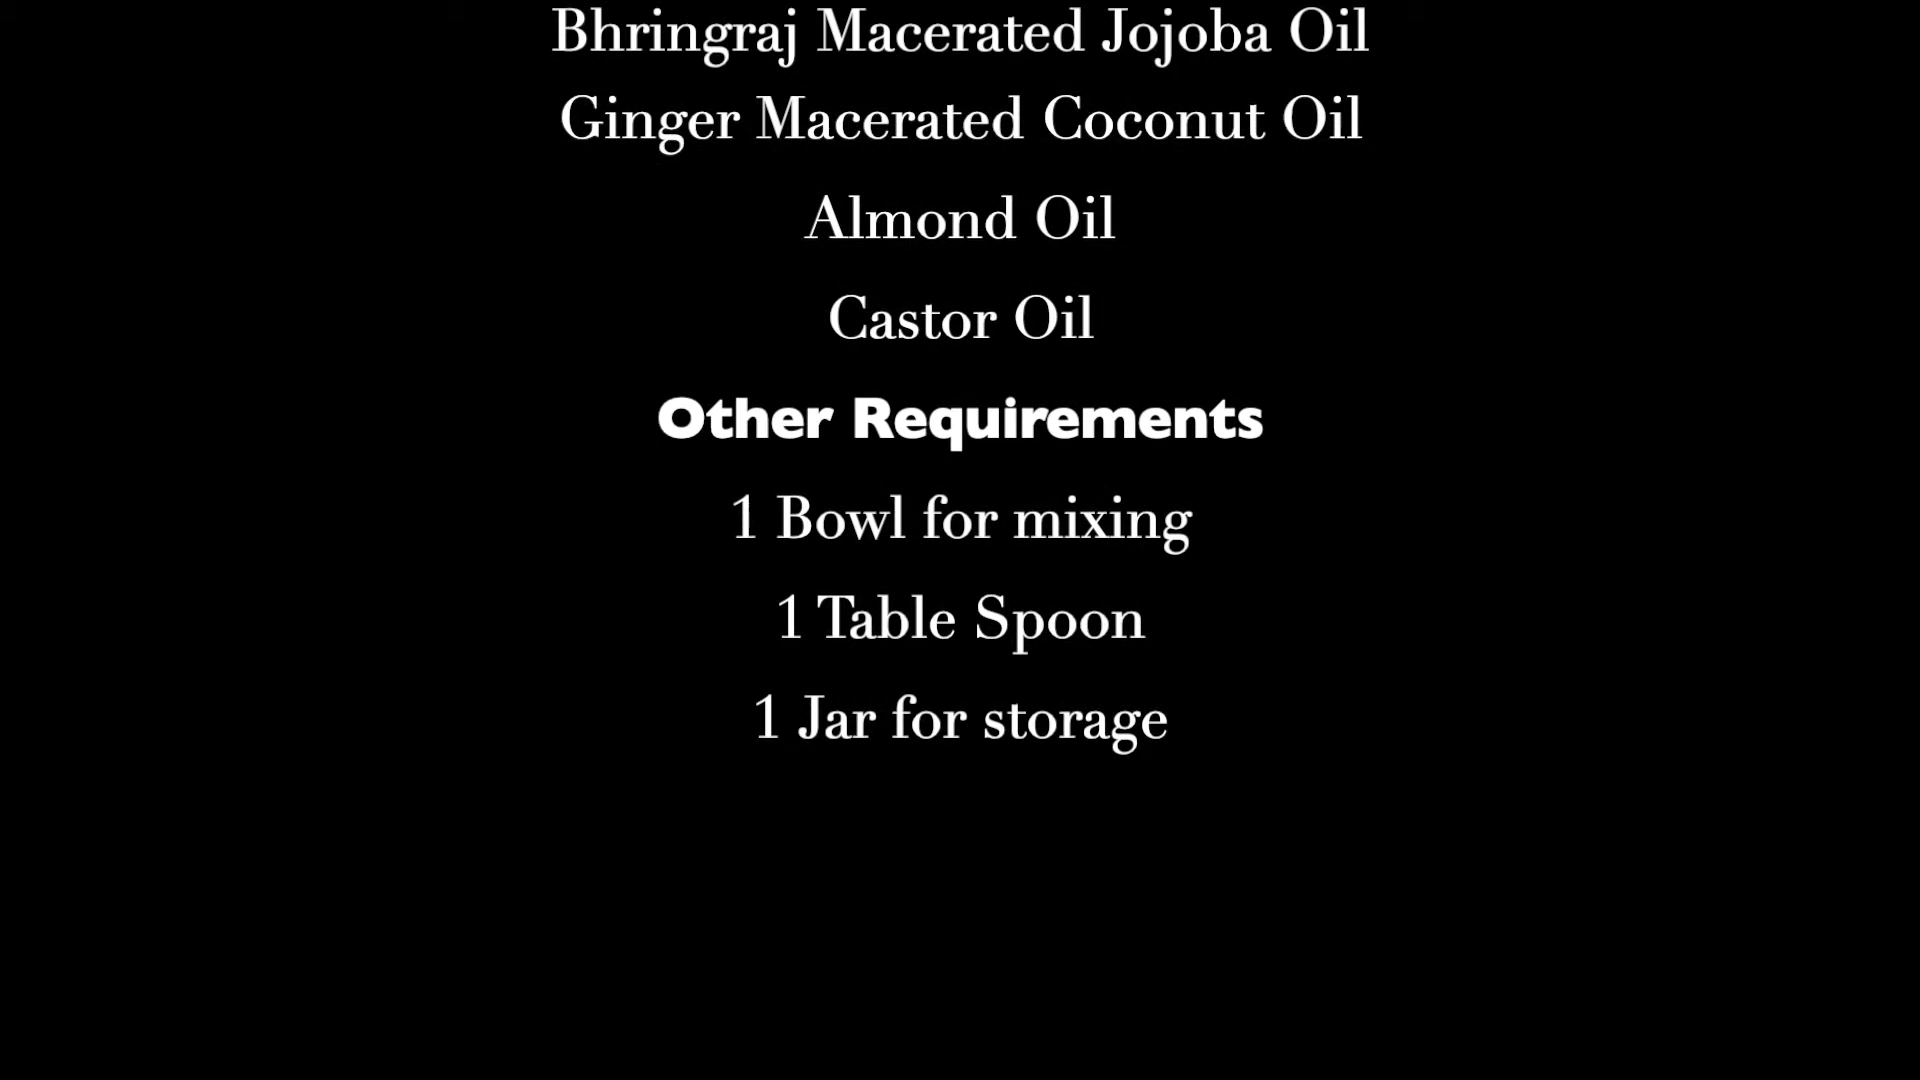 Bhringraj Macerated Jojoba Oil
Ginger Macerated Coconut Oil
Almond Oil
Castor Oil
Other Requirements
1 Bowl for mixing
1 Table Spoon
1 Jar for storage